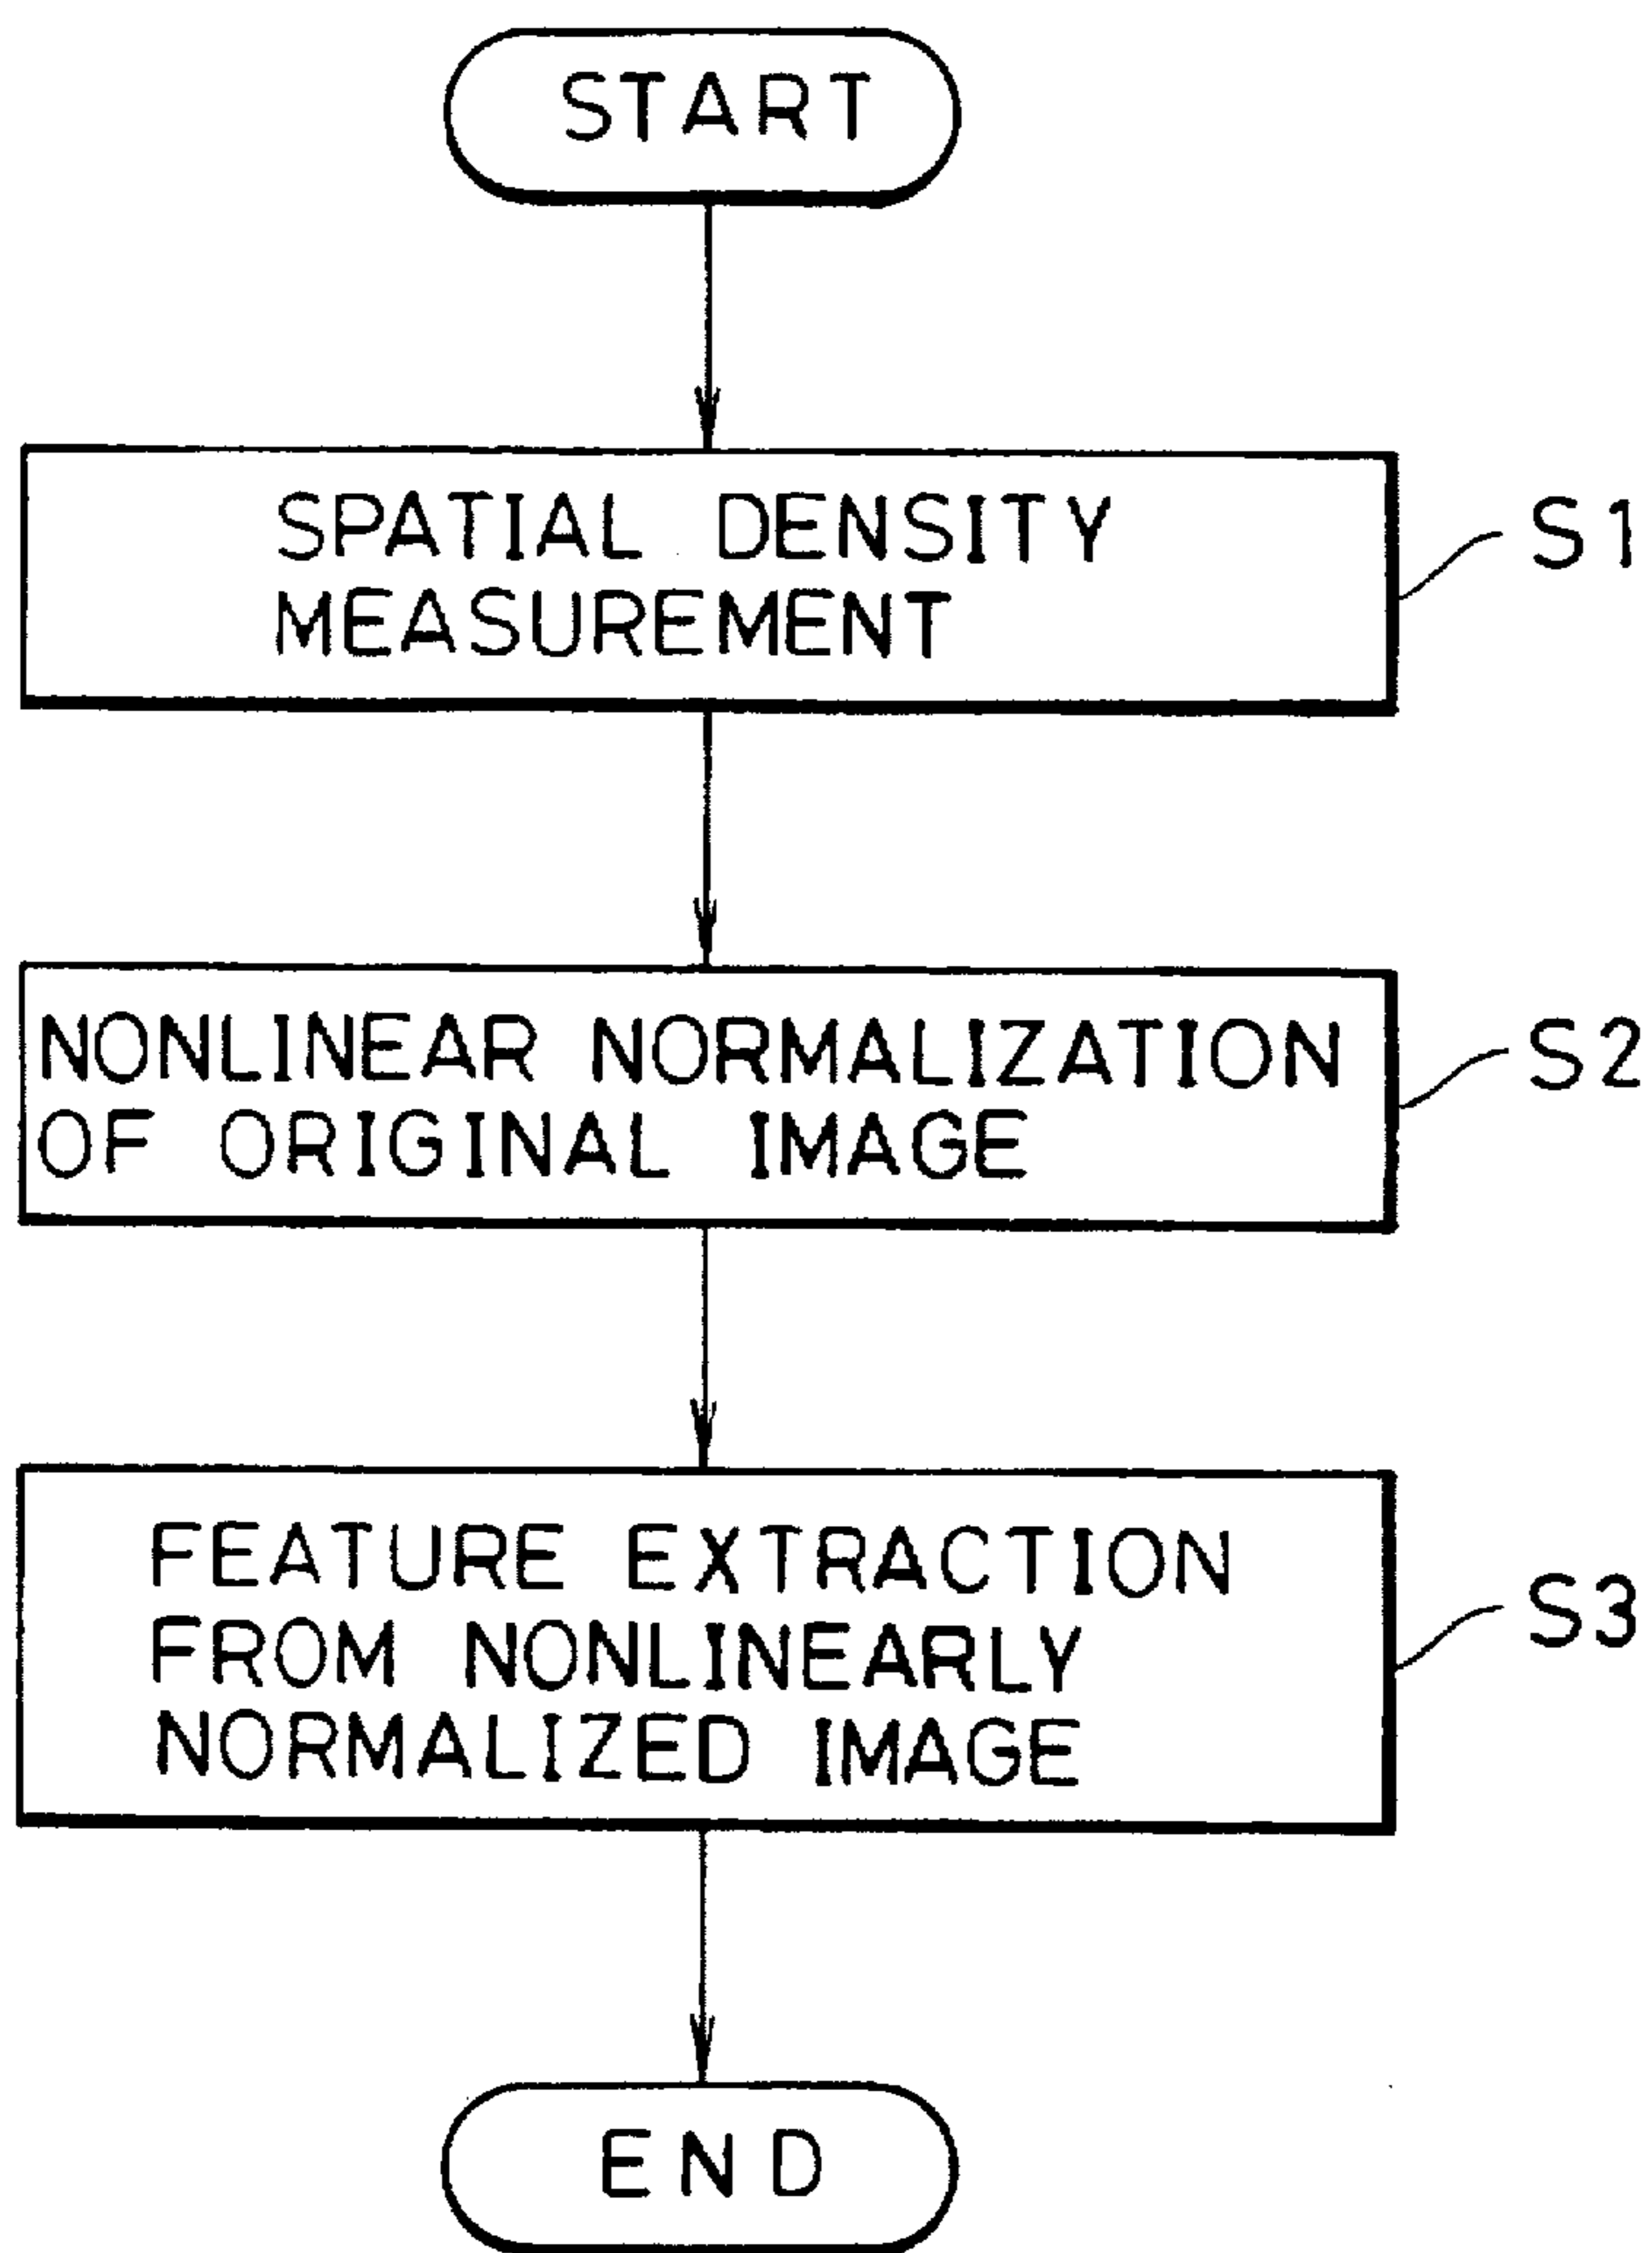 START
SPATIAL DENSITY
MEASUREMENT
S1
NONLINEAR NORMALIZATION
OF ORIGINAL IMAGE
S2
FEATURE EXTRACTION
FROM NONLINEARLY
NORMALIZED IMAGE
S3
END